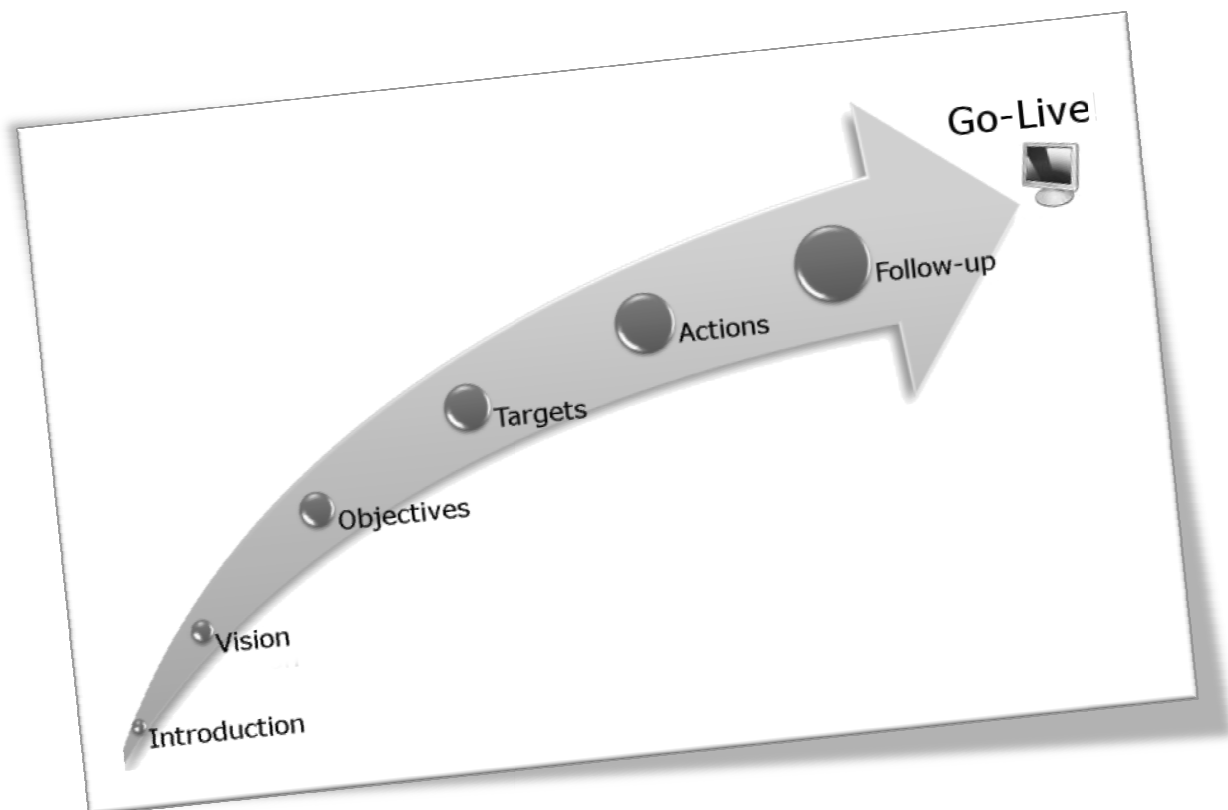 Go-Live
Follow-up
Actions
Targets
Objectives
Vision
Introduction